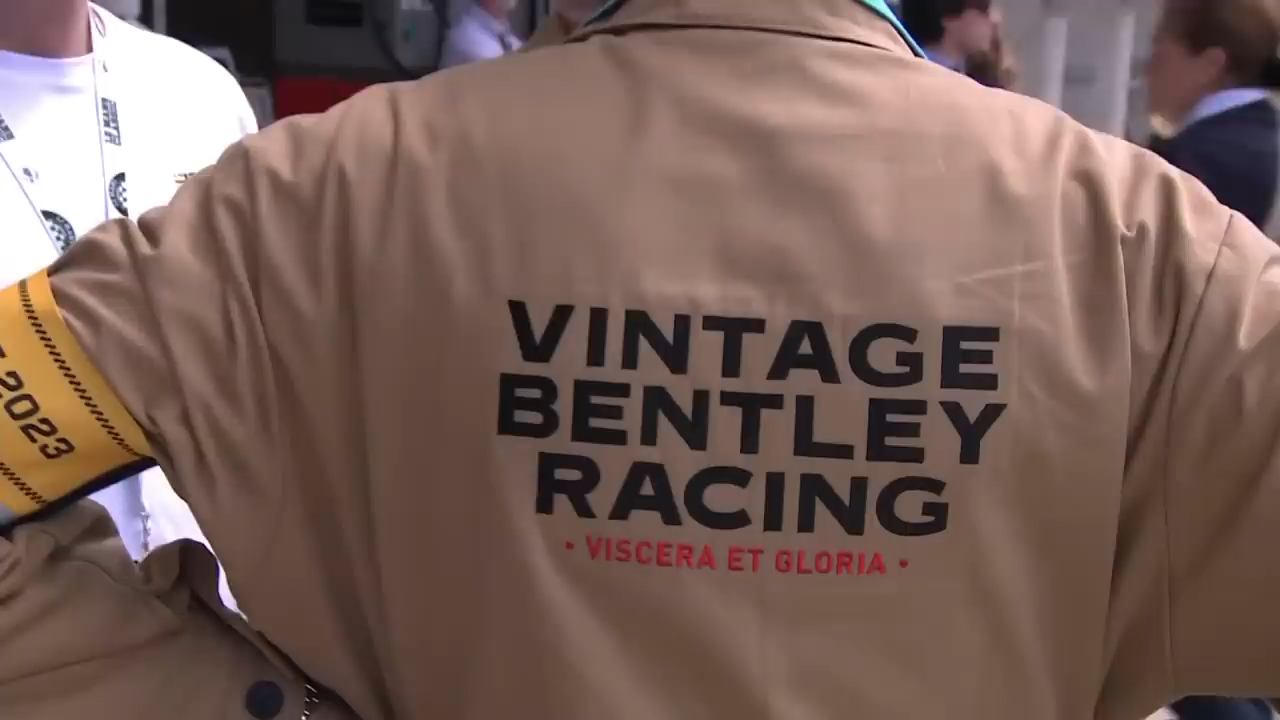 VINTAGE
BENTLEY
RACING
· VISCERA ET GLORIA ·
2023